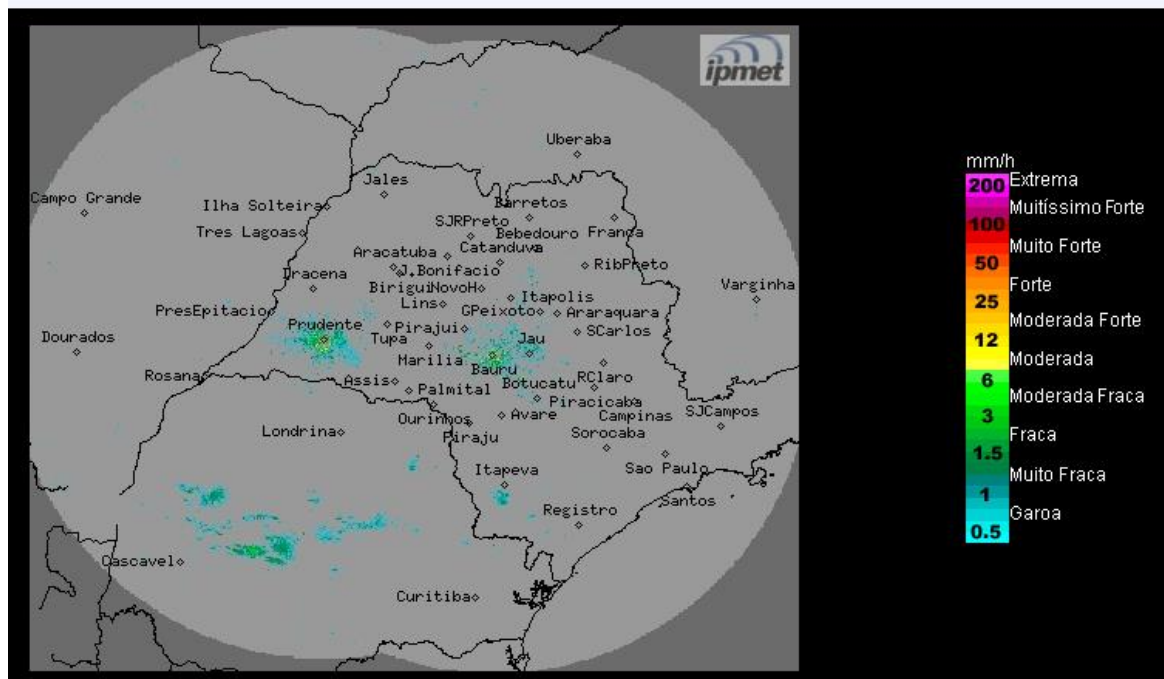 ipmet
Uberaba
Jales
Campo Grande
Ilha Solteira
Barretos
SJRPreto
Tres Lagoas
Bebedouro Franca
Aracatuba
Catanduva
Dracena
J.Bonifacio
RibPreto
Birigui NovoH
Varginha
Lins
Itapolis
PresEpitacio
GPeixoto
Araraquara
Prudente
Dourados
Tupa
Pirajui
SCarlos
Jau
Marilia
Bauru
Rosana
Assis
Botucatu
RClaro
Palmital
Piracicaba
Ourinhos
Avare
Campinas
SJCampos
Londrina
Piraju
Sorocaba
Itapeva
Sao Paulo
Santos
Registro
Cascavel
Curitiba
mm/h
200 Extrema
Muitíssimo Forte
100
Muito Forte
50
Forte
25
Moderada Forte
12
Moderada
6
Moderada Fraca
3
Fraca
1.5
Muito Fraca
1
Garoa
0.5